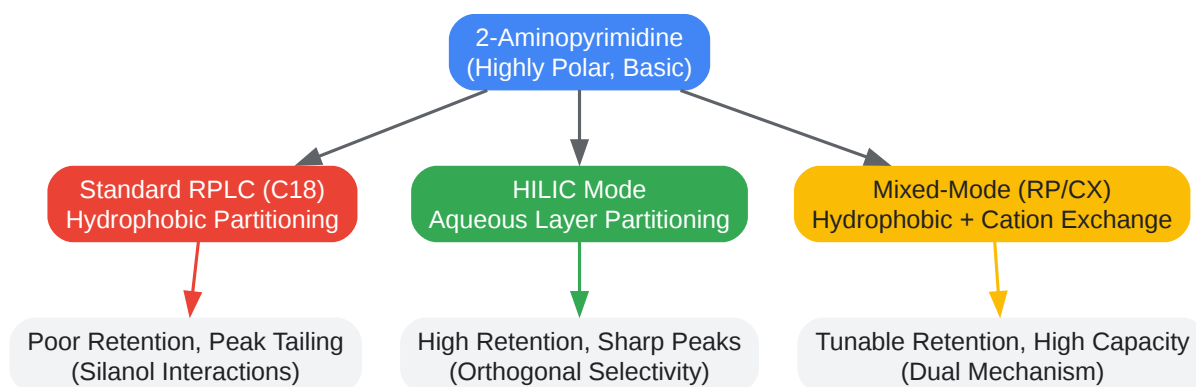 2-Aminopyrimidine
(Highly Polar, Basic)
Standard RPLC (C18)
Hydrophobic Partitioning
HILIC Mode
Aqueous Layer Partitioning
Mixed-Mode (RP/CX)
Hydrophobic + Cation Exchange
Poor Retention, Peak Tailing
(Silanol Interactions)
High Retention, Sharp Peaks
(Orthogonal Selectivity)
Tunable Retention, High Capacity
(Dual Mechanism)